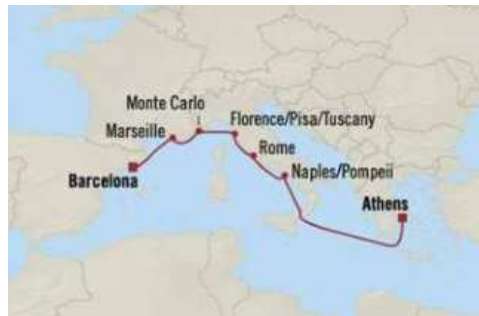 Monte Carlo
Florence/Pisa/Tuscany
Marseille
Rome
Barcelona
Naples/Pompeii
Athens